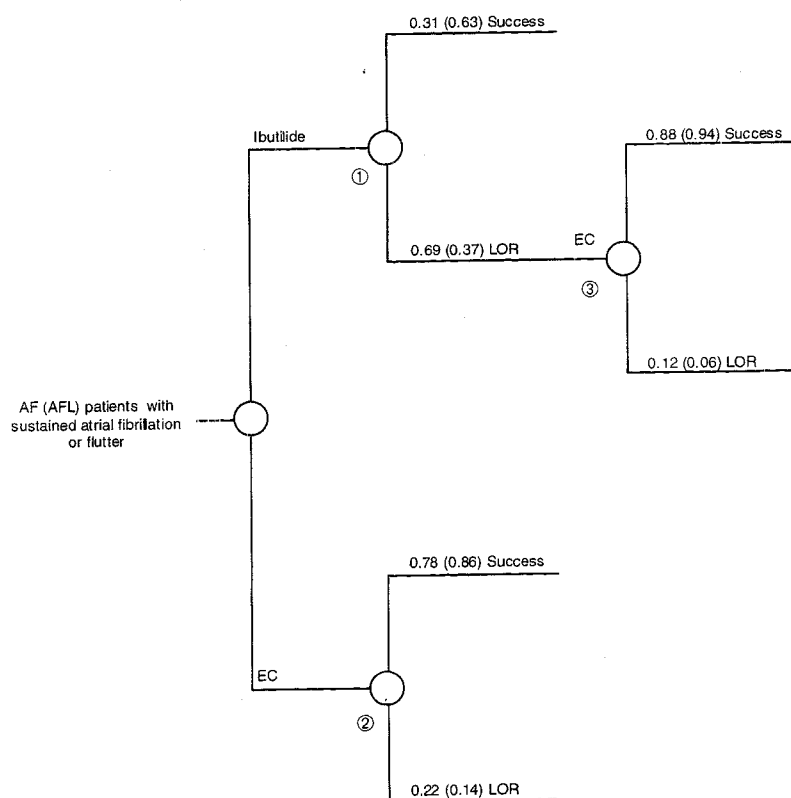 0.31 (0.63) Success
Ibutilide
①
0.88 (0.94) Success
0.69 (0.37) LOR
EC
③
0.12 (0.06) LOR
AF (AFL) patients with
sustained atrial fibrillation
or flutter
0.78 (0.86) Success
EC
②
0.22 (0.14) LOR